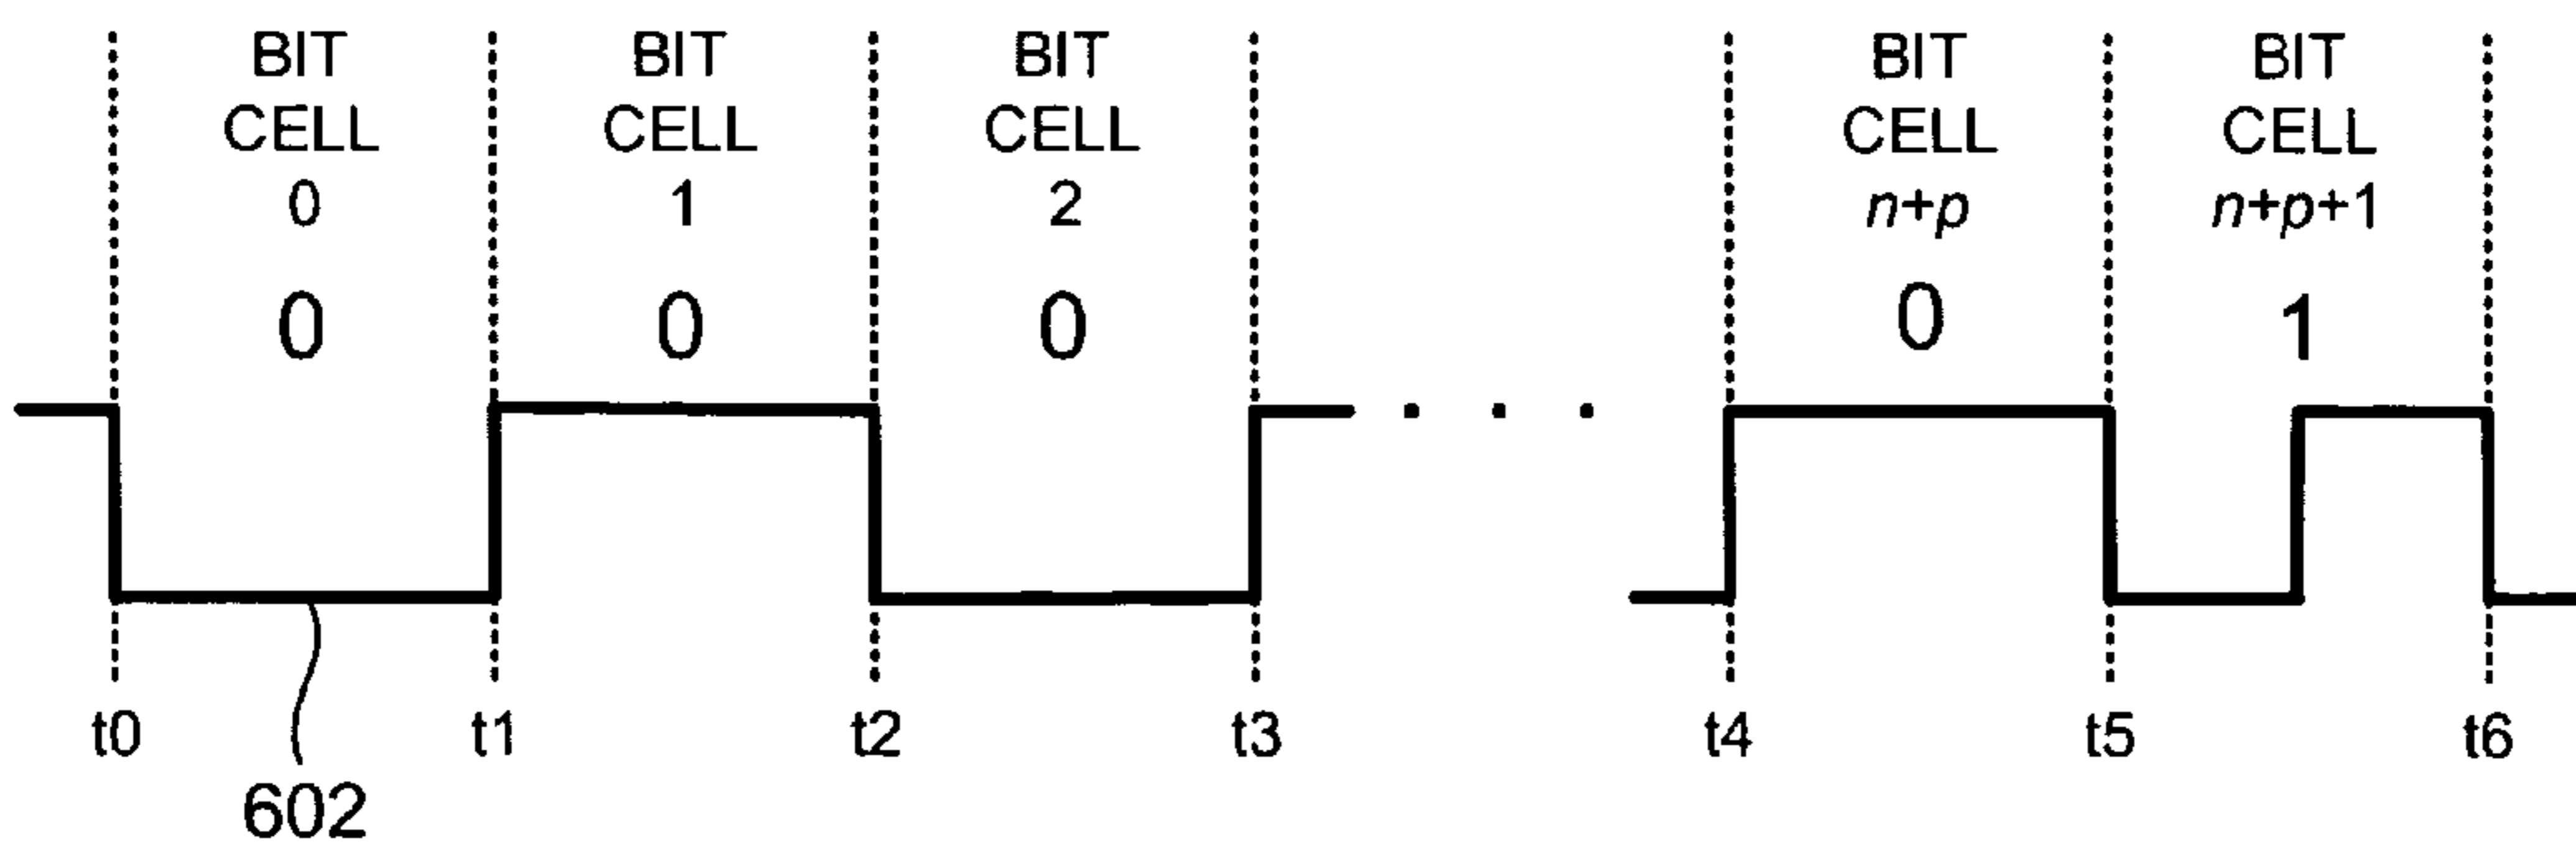 BIT BIT BIT BIT BIT
CELL CELL CELL CELL CELL
0 1 2 n+p n+p+1
0 0 0 0 1
t0 t1 t2 t3 t4 t5 t6
602